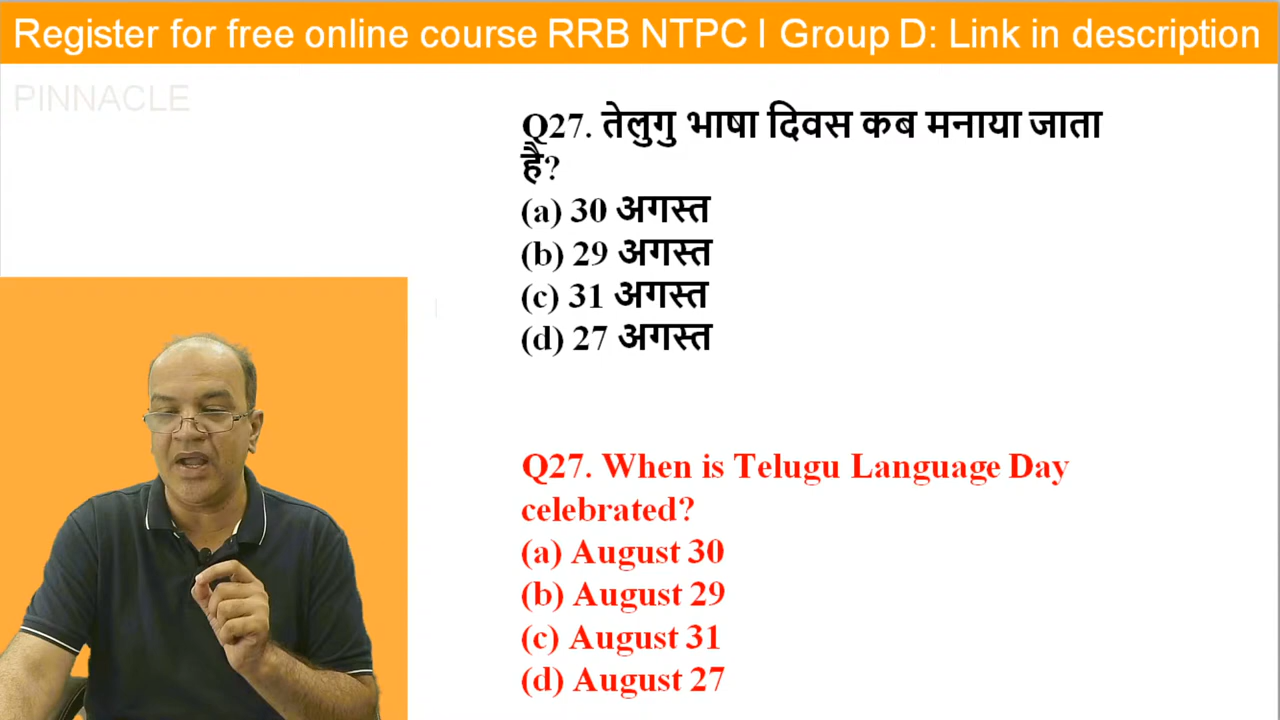 Register for free online course RRB NTPC I Group D: Link in description
PINNACLE
Q27. तेलुगु भाषा दिवस कब मनाया जाता
है?
(a) 30 अगस्त
(b) 29 अगस्त
(c) 31 अगस्त
(d) 27 अगस्त
Q27. When is Telugu Language Day
celebrated?
(a) August 30
(b) August 29
(c) August 31
(d) August 27